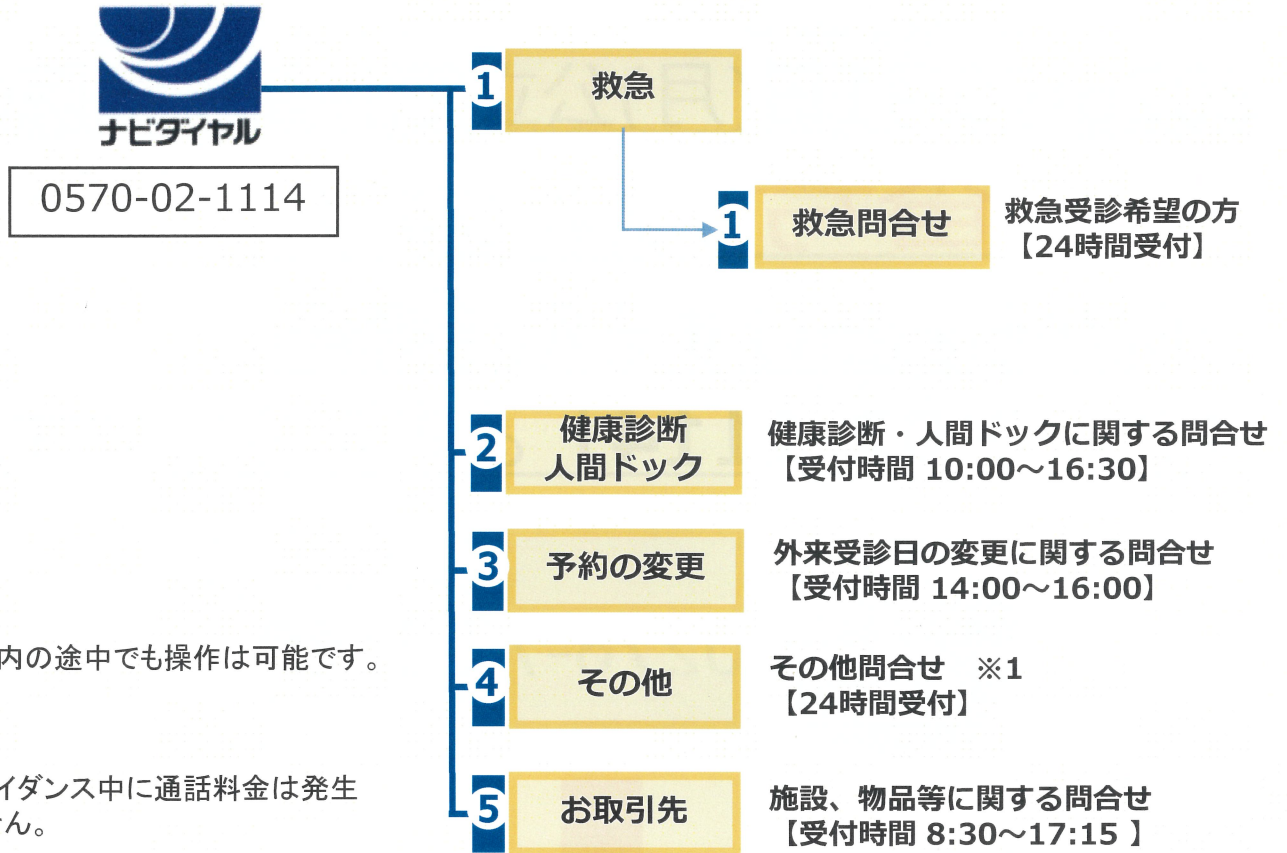 ナビダイヤル
0570-02-1114
1 救急
1 救急問合せ
救急受診希望の方
【24時間受付】
2 健康診断
人間ドック
健康診断・人間ドックに関する問合せ
【受付時間 10:00～16:30】
3 予約の変更
外来受診日の変更に関する問合せ
【受付時間 14:00～16:00】
内の途中でも操作は可能です。
4 その他
その他問合せ ※1
【24時間受付】
イダンス中に通話料金は発生
せん。
5 お取引先
施設、物品等に関する問合せ
【受付時間 8:30～17:15 】